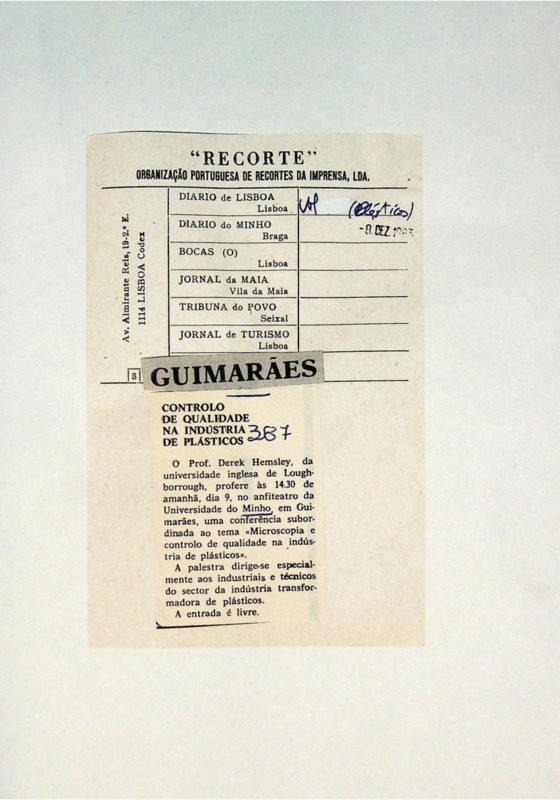 "RECORTE"
ORGANIZAÇÃO PORTUGUESA DE RECORTES DA IMPRENSA, LDA.
Av. Almirante Reis, 19-2.º E.
1114 LISBOA Codex
DIARIO de LISBOA
Lisboa
(Plástico)
DIARIO do MINHO
Braga
-8 DEZ. 1983
BOCAS (O)
Lisboa
JORNAL da MAIA
Vila da Maia
TRIBUNA do POVO
Seixal
JORNAL de TURISMO
Lisboa
3
GUIMARÃES
CONTROLO
DE QUALIDADE
NA INDÚSTRIA 387
DE PLÁSTICOS
O Prof. Derek Hemsley, da
universidade inglesa de Lough-
borrough, profere às 14.30 de
amanhã, dia 9, no anfiteatro da
Universidade do Minho, em Gui-
marães, uma conferência subor-
dinada ao tema «Microscopia e
controlo de qualidade na indús-
tria de plásticos».
A palestra dirige-se especial-
mente aos industriais e técnicos
do sector da indústria transfor-
madora de plásticos.
A entrada é livre.